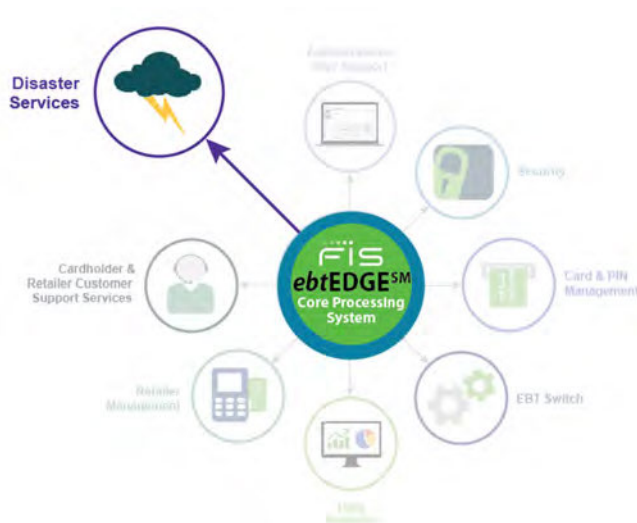 Disaster
Services
Security
FIS
ebtEDGE℠
Core Processing
System
Cardholder &
Retailer Customer
Support Services
Card & PIN
Management
Retailer
Management
EBT Switch